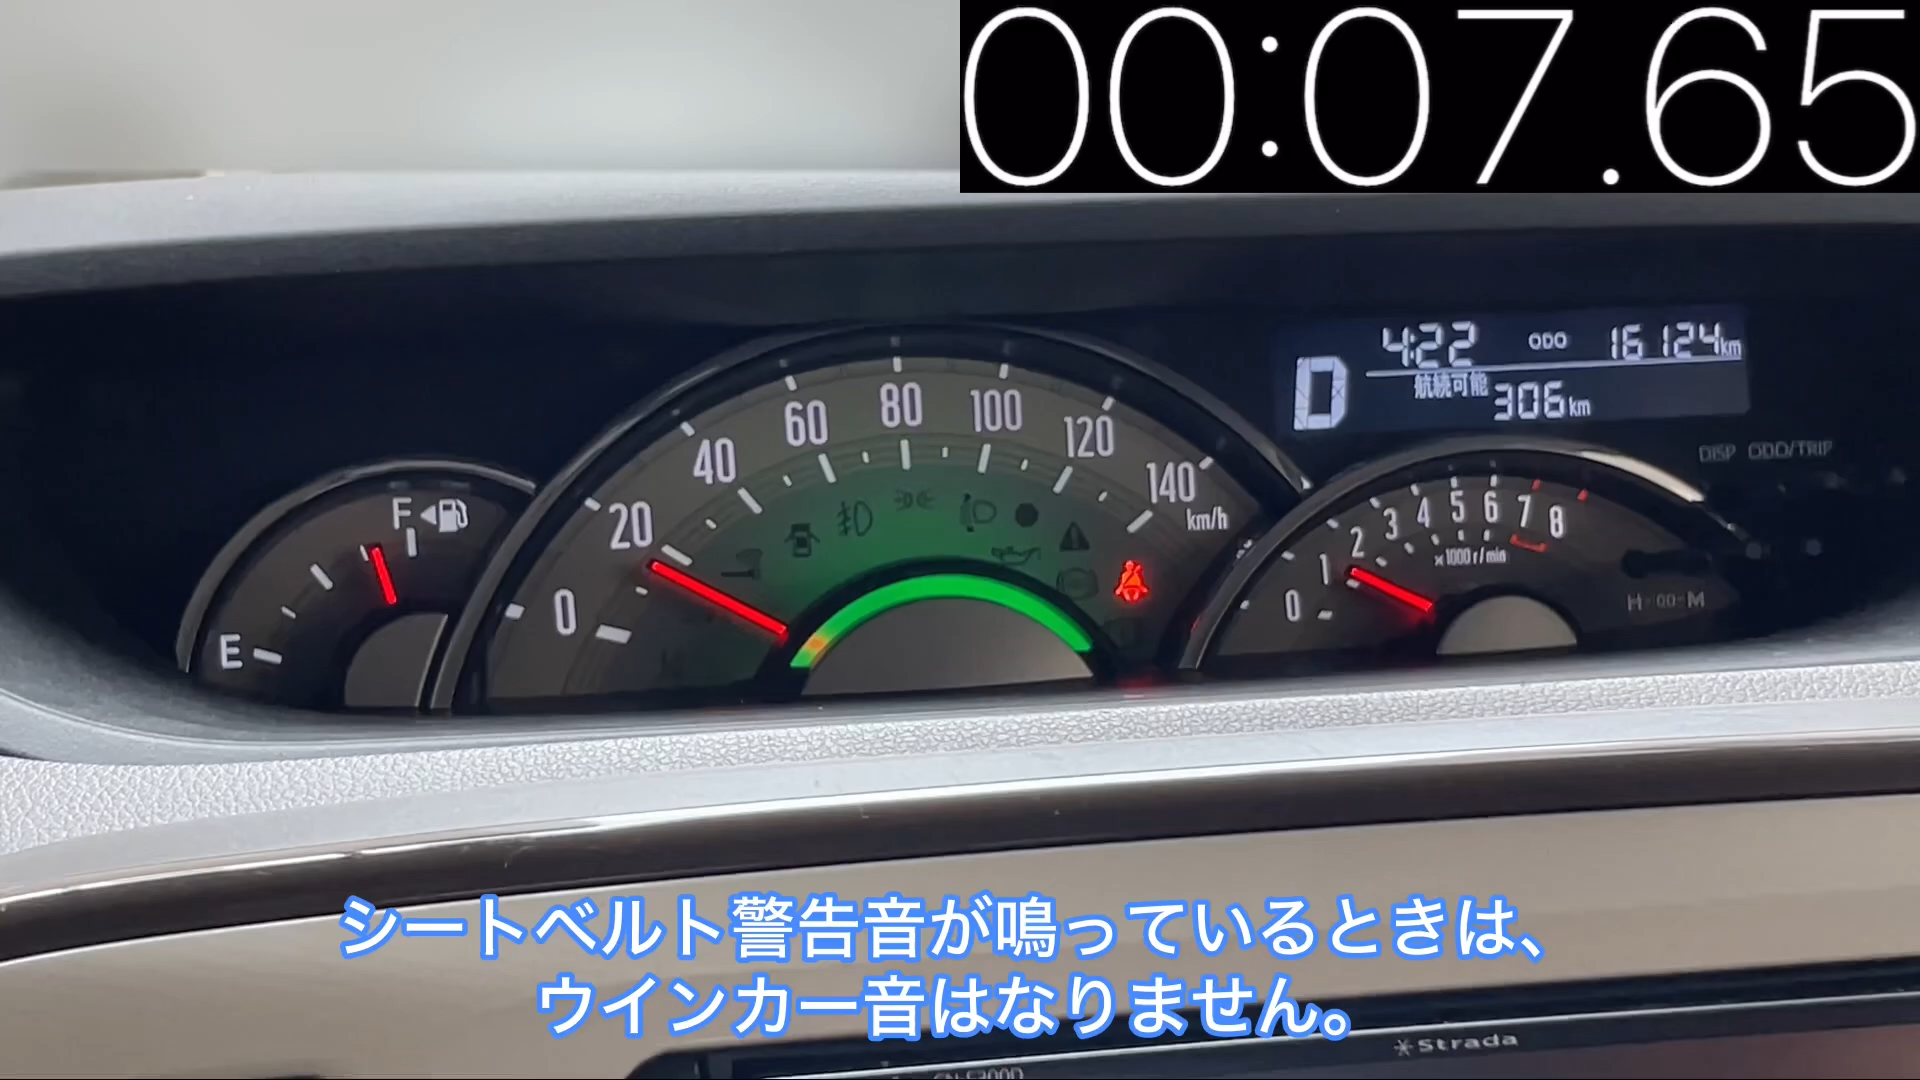 00:07.65
4:22 ODO 16124km
D
航続可能 306km
DISP ODO/TRIP
F
E
0 20 40 60 80 100 120 140
km/h
0 1 2 3 4 5 6 7 8
×1000 r/min
H-00-M
シートベルト警告音が鳴っているときは、
ウインカー音はなりません。
Strada